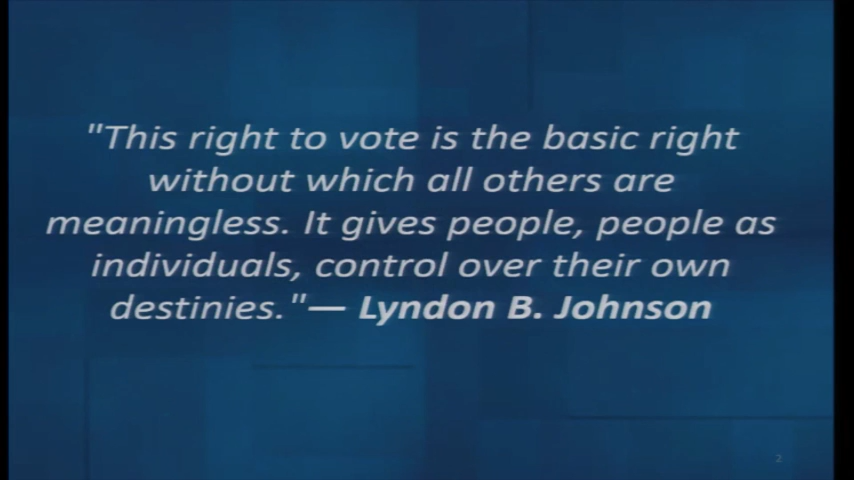 "This right to vote is the basic right
without which all others are
meaningless. It gives people, people as
individuals, control over their own
destinies."— Lyndon B. Johnson
2